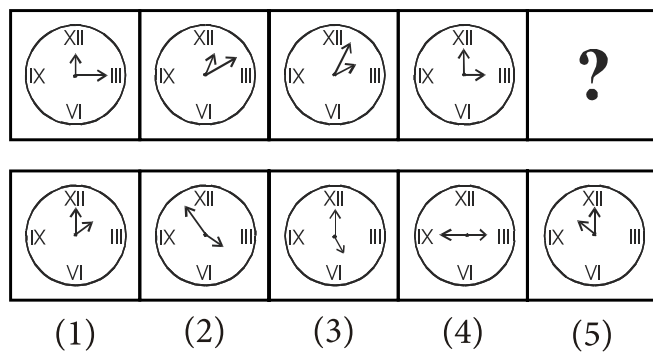 XII XII XII XII
IX III IX III IX III IX III ?
VI VI VI VI
XII XII XII XII XII
IX III IX III IX III IX III IX III
VI VI VI VI VI
(1) (2) (3) (4) (5)